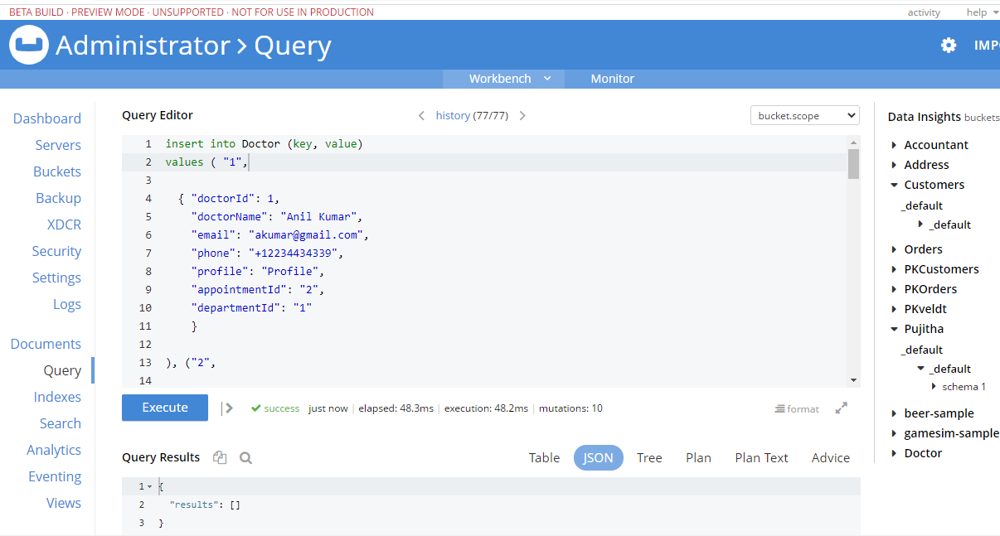 BETA BUILD · PREVIEW MODE · UNSUPPORTED · NOT FOR USE IN PRODUCTION
activity help
Administrator > Query
Workbench Monitor
Dashboard
Servers
Buckets
Backup
XDCR
Security
Settings
Logs
Documents
Query
Indexes
Search
Analytics
Eventing
Views
Query Editor
history (77/77)
bucket.scope
1 insert into Doctor (key, value)
2 values ( "1",
3
4 { "doctorId": 1,
5 "doctorName": "Anil Kumar",
6 "email": "akumar@gmail.com",
7 "phone": "+12234434339",
8 "profile": "Profile",
9 "appointmentId": "2",
10 "departmentId": "1"
11 }
12
13 ), ("2",
14
Execute
success just now | elapsed: 48.3ms | execution: 48.2ms | mutations: 10
format
Query Results
Table JSON Tree Plan Plan Text Advice
1 {
2 "results": []
3 }
Data Insights buckets
Accountant
Address
Customers
_default
_default
Orders
PKCustomers
PKOrders
PKveldt
Pujitha
_default
_default
schema 1
beer-sample
gamesim-sample
Doctor